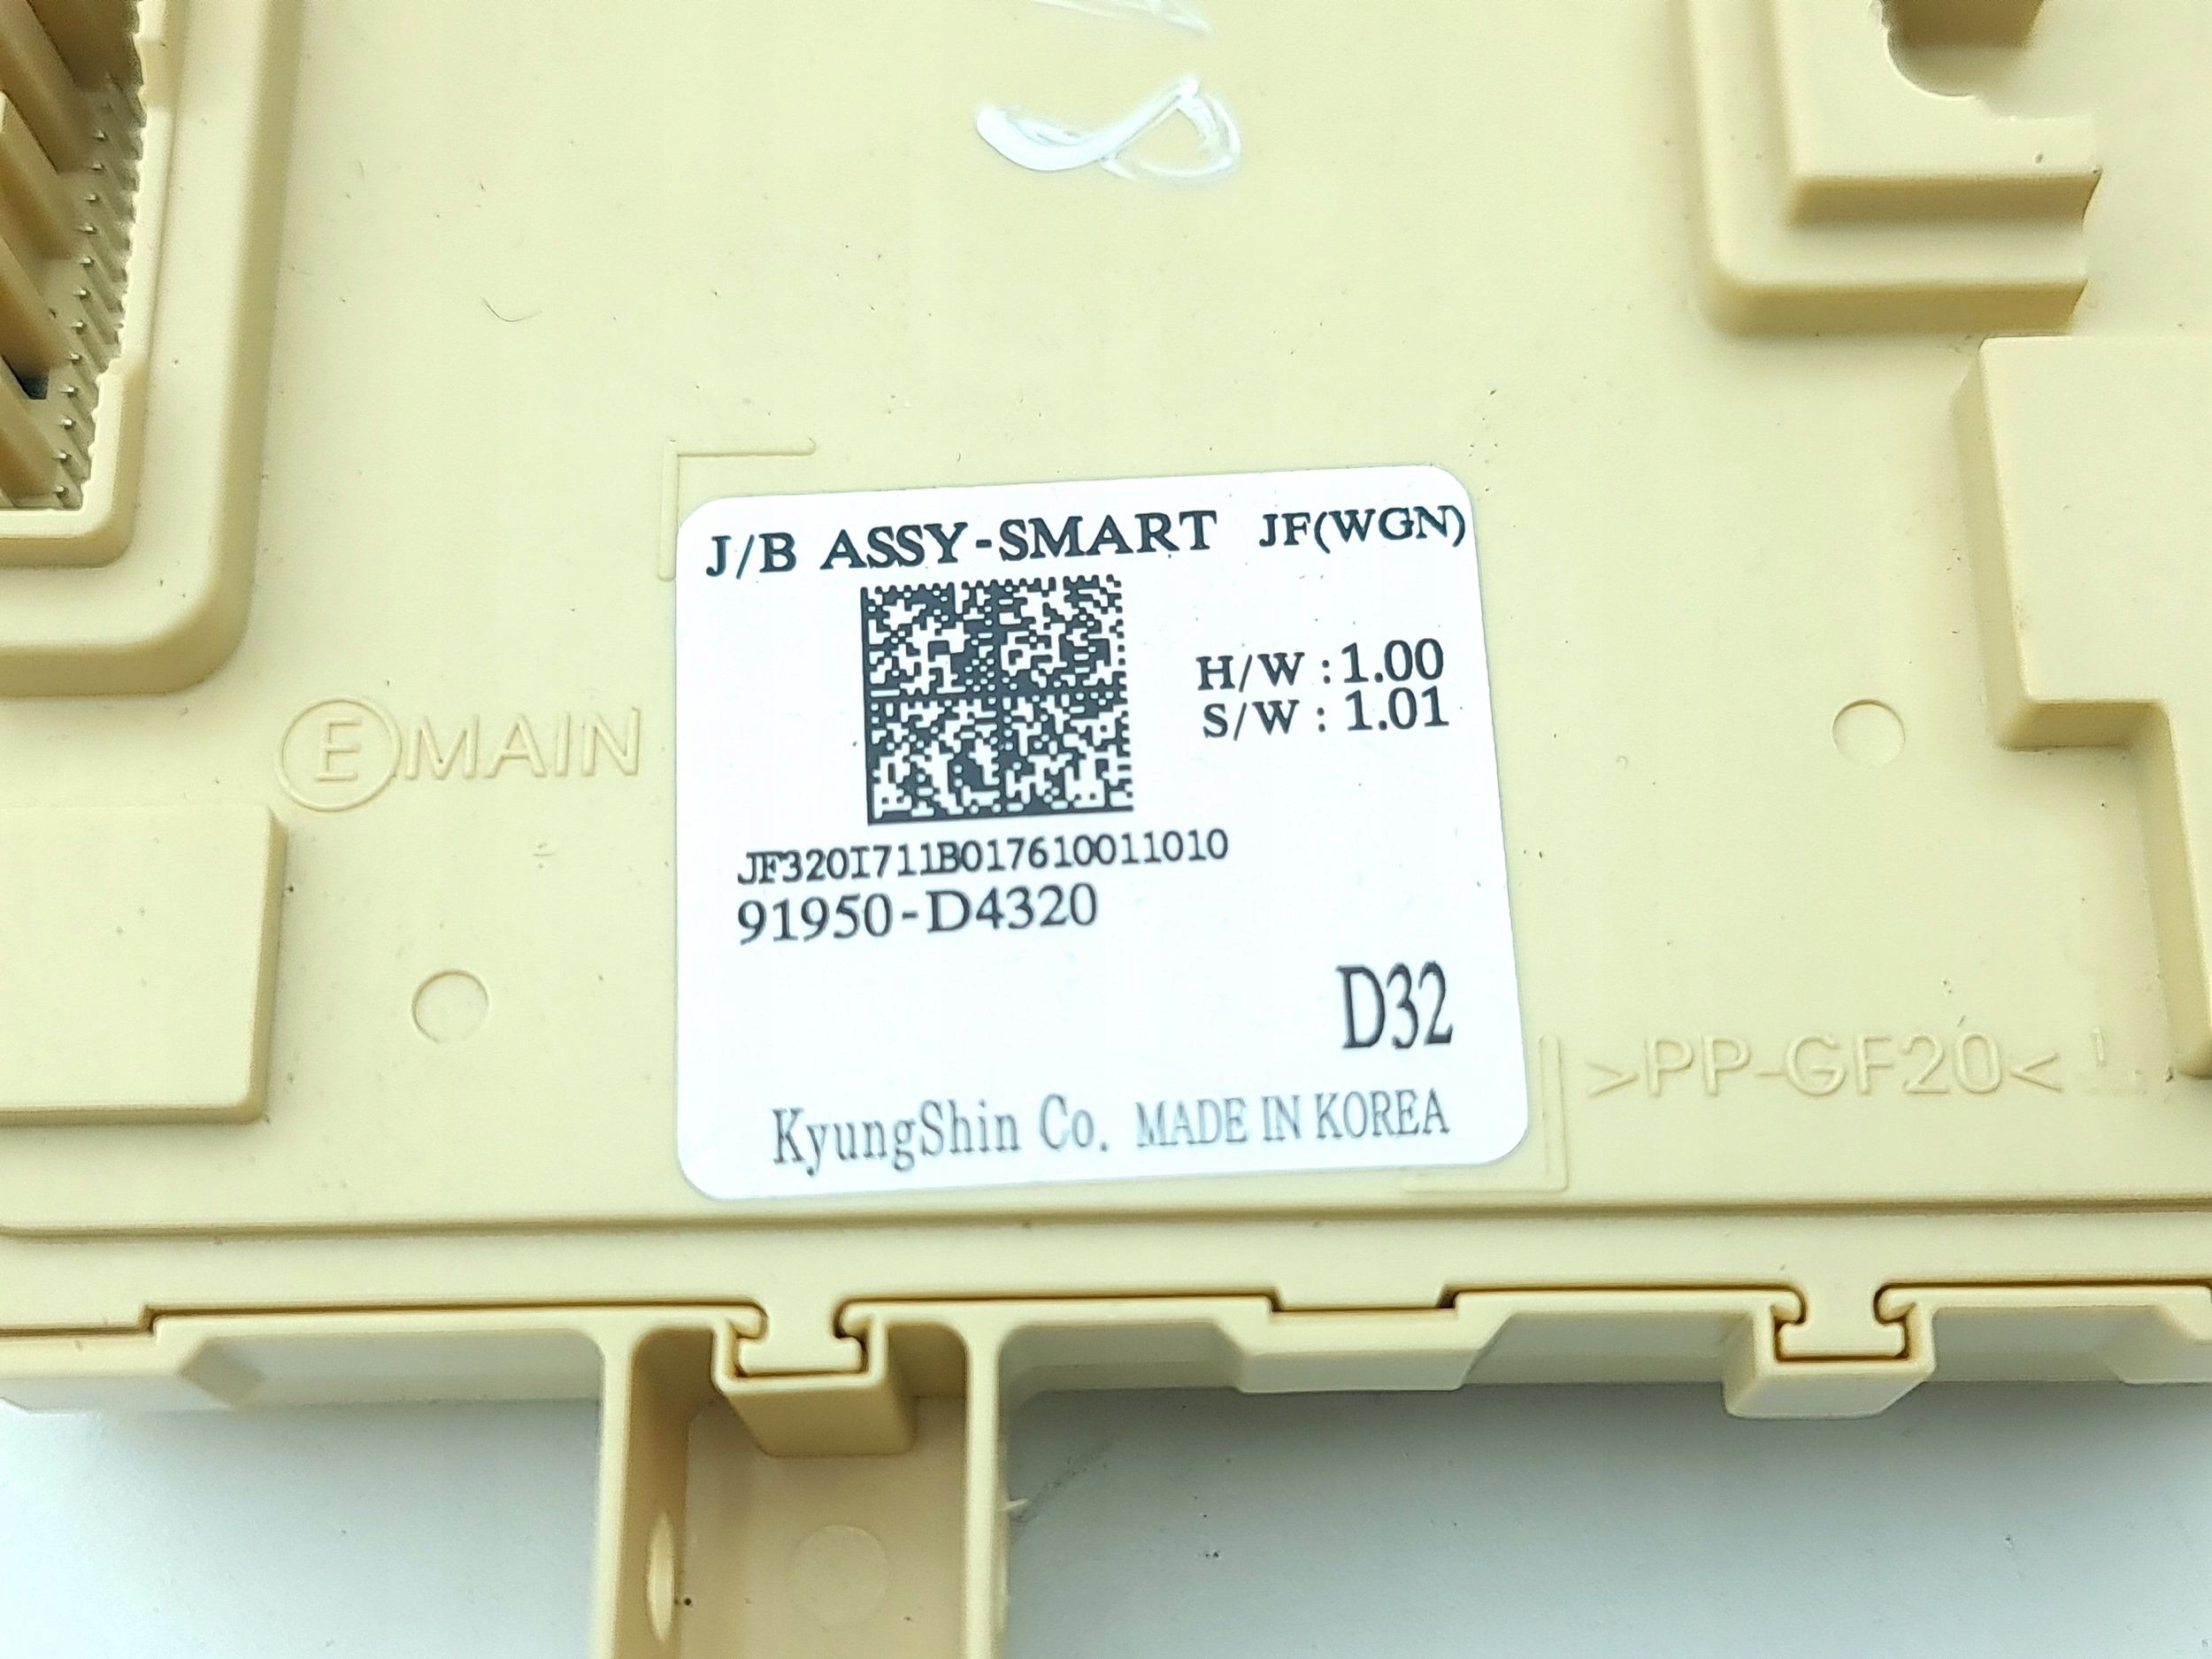 J/B ASSY-SMART JF(WGN)
H/W : 1.00
S/W : 1.01
Ⓔ MAIN
JF320I711B017610011010
91950-D4320
D32
>PP-GF20<
KyungShin Co. MADE IN KOREA